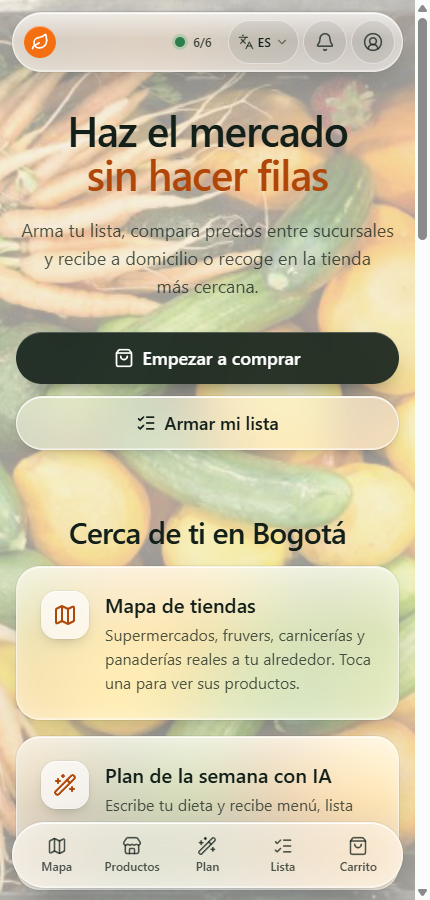 6/6
ES
Haz el mercado
sin hacer filas
Arma tu lista, compara precios entre sucursales
y recibe a domicilio o recoge en la tienda
más cercana.
Empezar a comprar
Armar mi lista
Cerca de ti en Bogotá
Mapa de tiendas
Supermercados, fruvers, carnicerías y
panaderías reales a tu alrededor. Toca
una para ver sus productos.
Plan de la semana con IA
Escribe tu dieta y recibe menú, lista
Mapa
Productos
Plan
Lista
Carrito